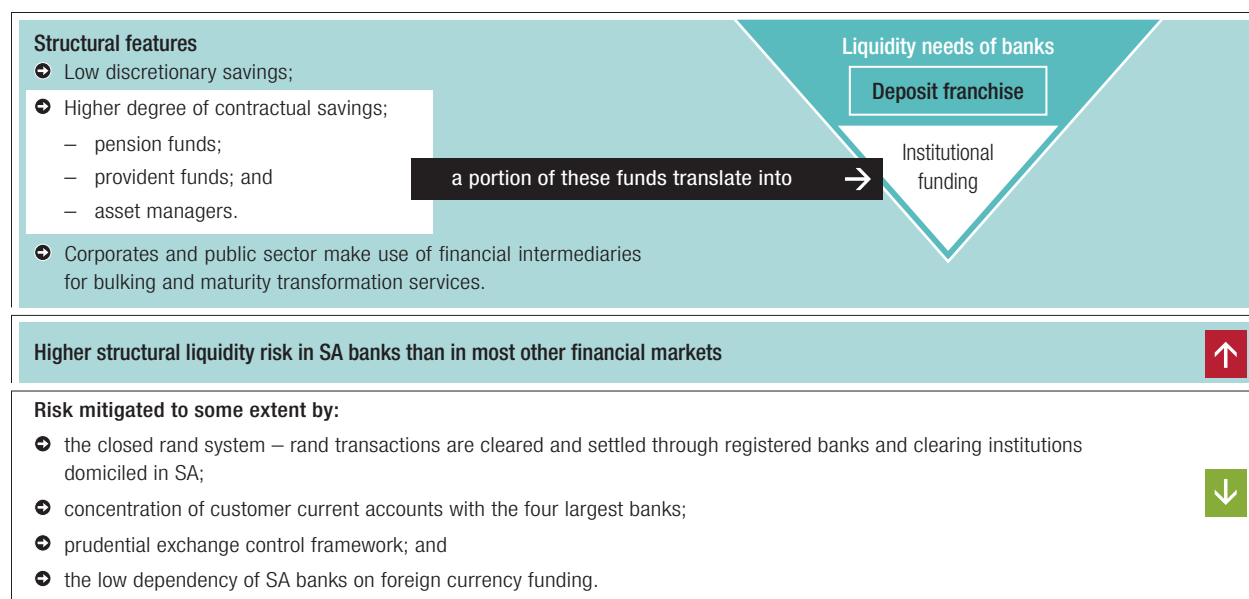 Structural features
Low discretionary savings;
Higher degree of contractual savings;
– pension funds;
– provident funds; and
– asset managers.
Corporates and public sector make use of financial intermediaries
for bulking and maturity transformation services.
a portion of these funds translate into
Liquidity needs of banks
Deposit franchise
Institutional
funding
Higher structural liquidity risk in SA banks than in most other financial markets
Risk mitigated to some extent by:
the closed rand system – rand transactions are cleared and settled through registered banks and clearing institutions
domiciled in SA;
concentration of customer current accounts with the four largest banks;
prudential exchange control framework; and
the low dependency of SA banks on foreign currency funding.